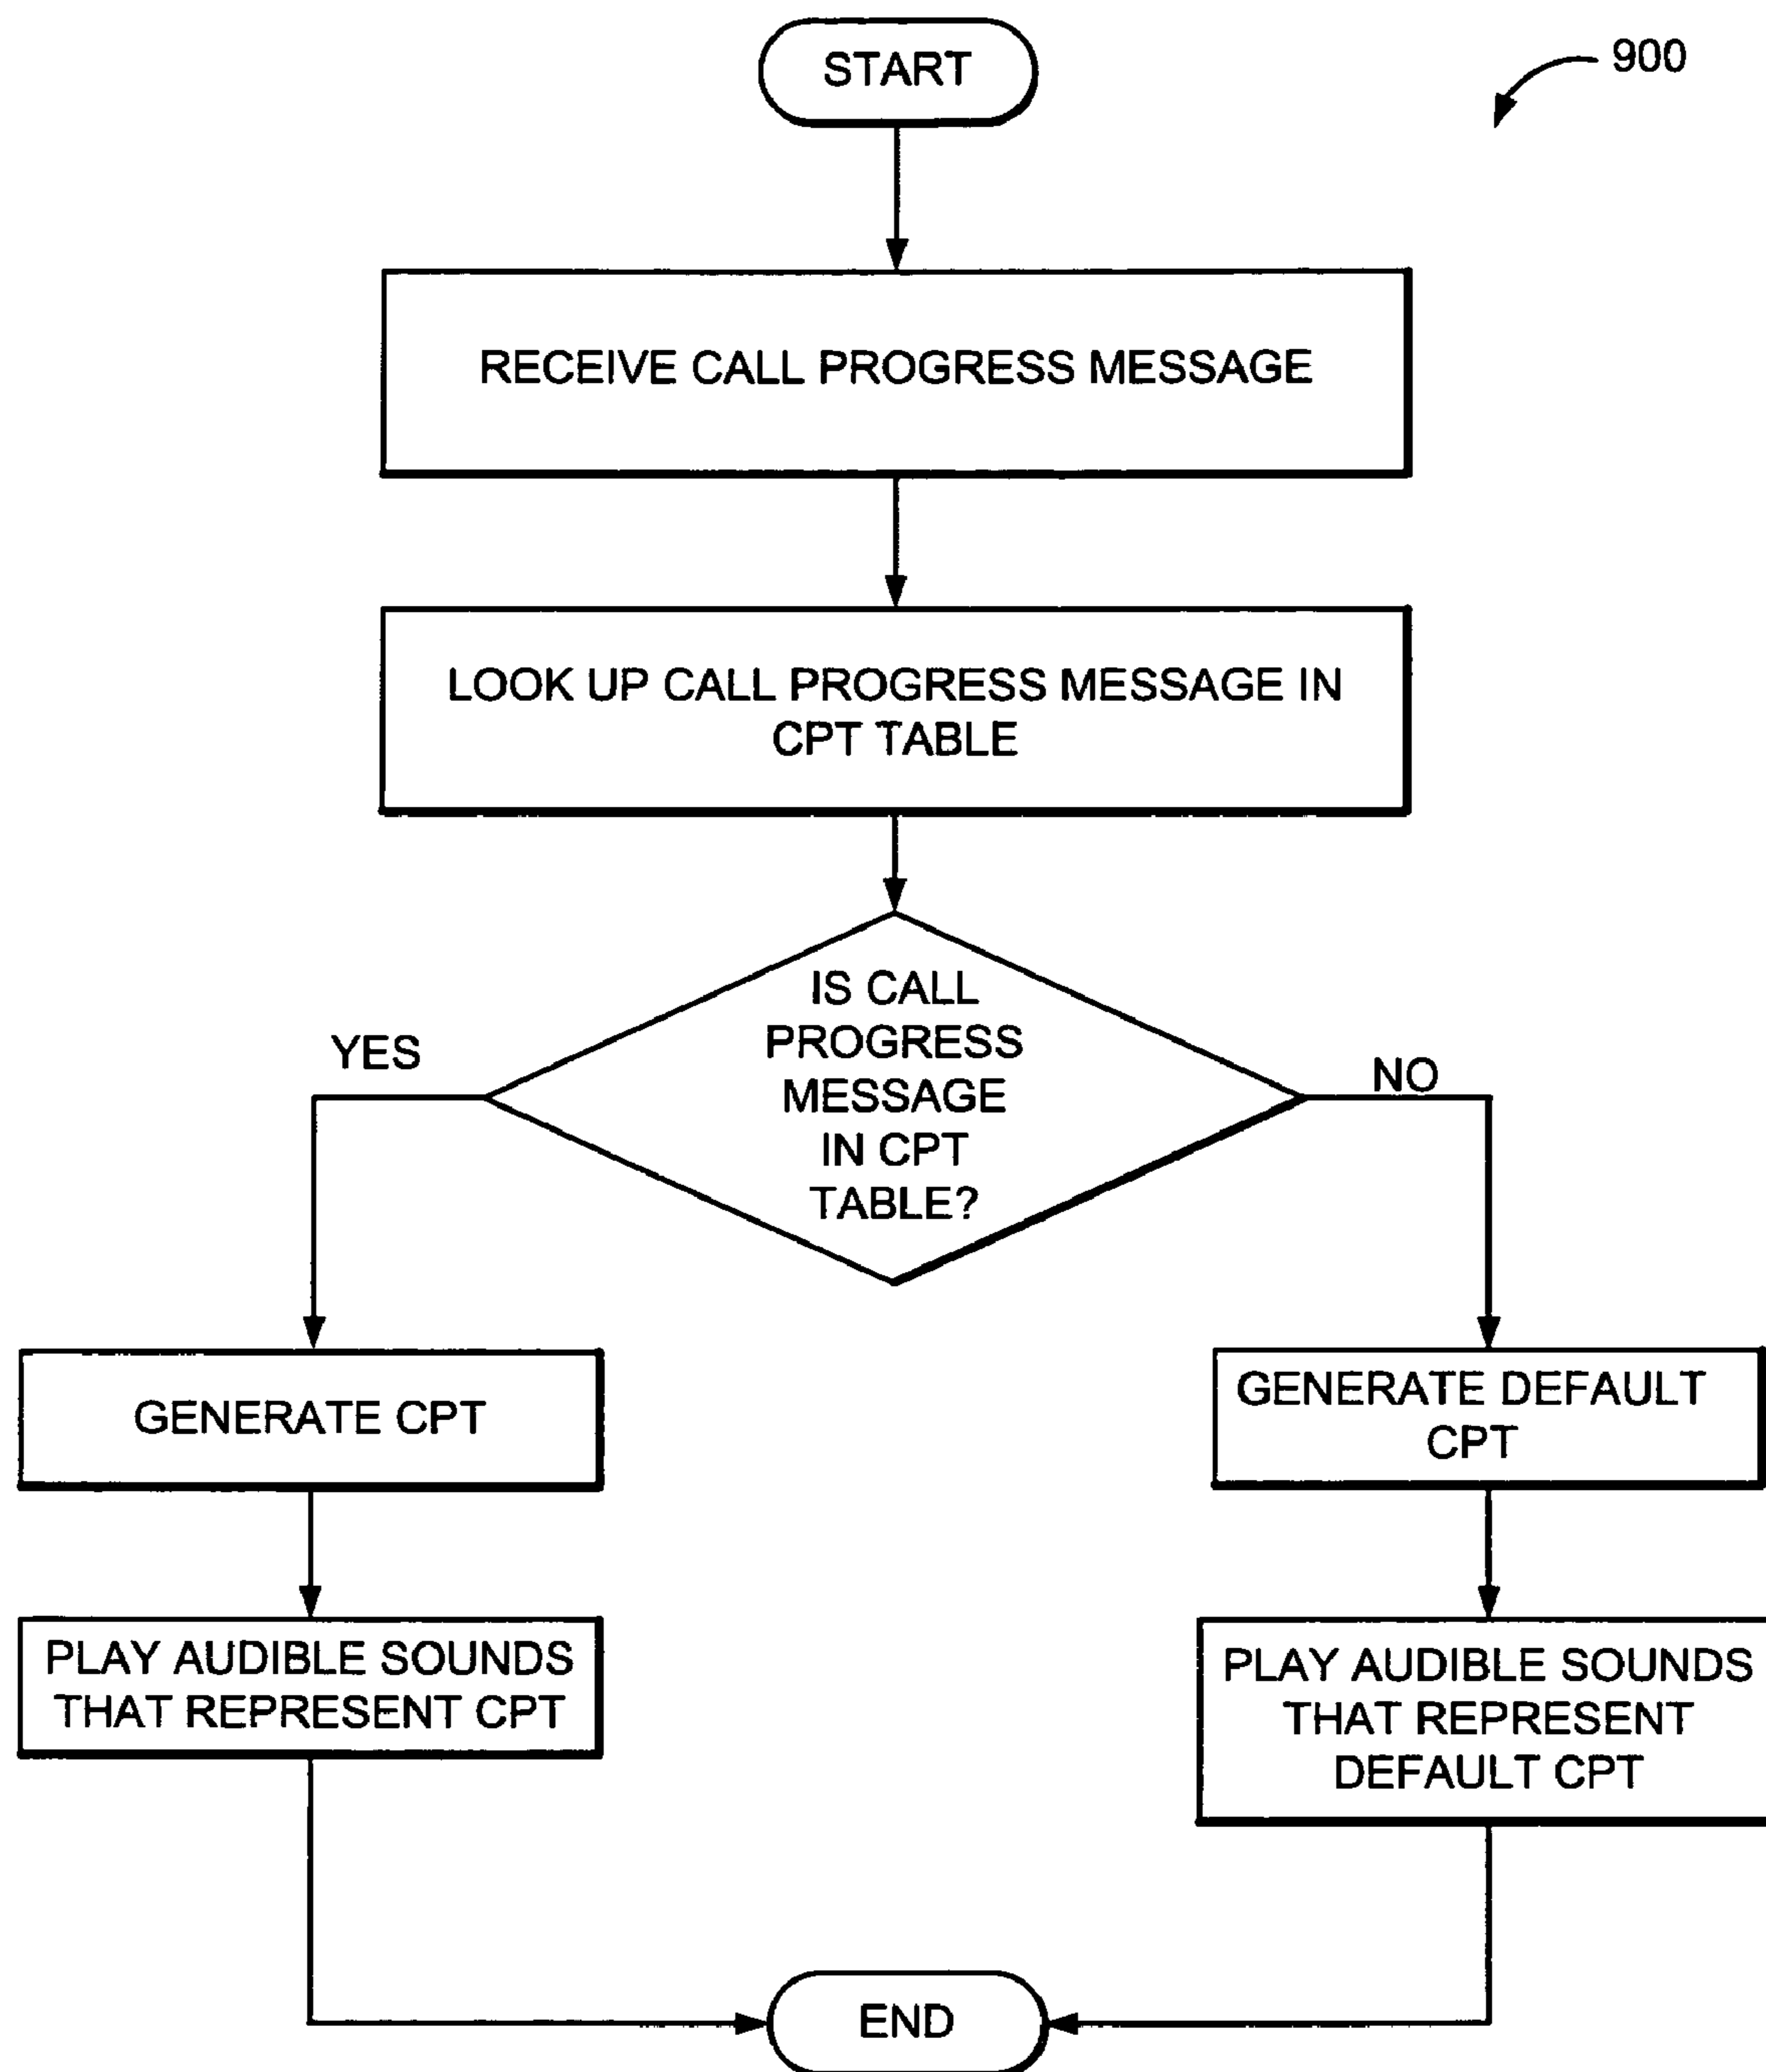 START
900
RECEIVE CALL PROGRESS MESSAGE
LOOK UP CALL PROGRESS MESSAGE IN
CPT TABLE
IS CALL
PROGRESS
MESSAGE
IN CPT
TABLE?
YES
NO
GENERATE CPT
GENERATE DEFAULT
CPT
PLAY AUDIBLE SOUNDS
THAT REPRESENT CPT
PLAY AUDIBLE SOUNDS
THAT REPRESENT
DEFAULT CPT
END